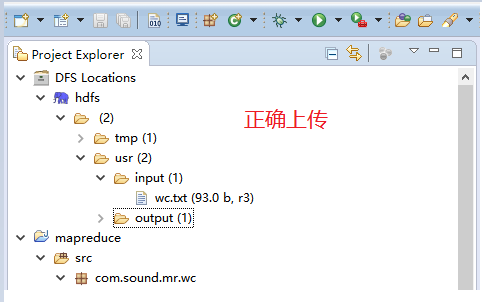 010
Project Explorer
DFS Locations
hdfs
(2)
正确上传
tmp (1)
usr (2)
input (1)
wc.txt (93.0 b, r3)
output (1)
mapreduce
src
com.sound.mr.wc